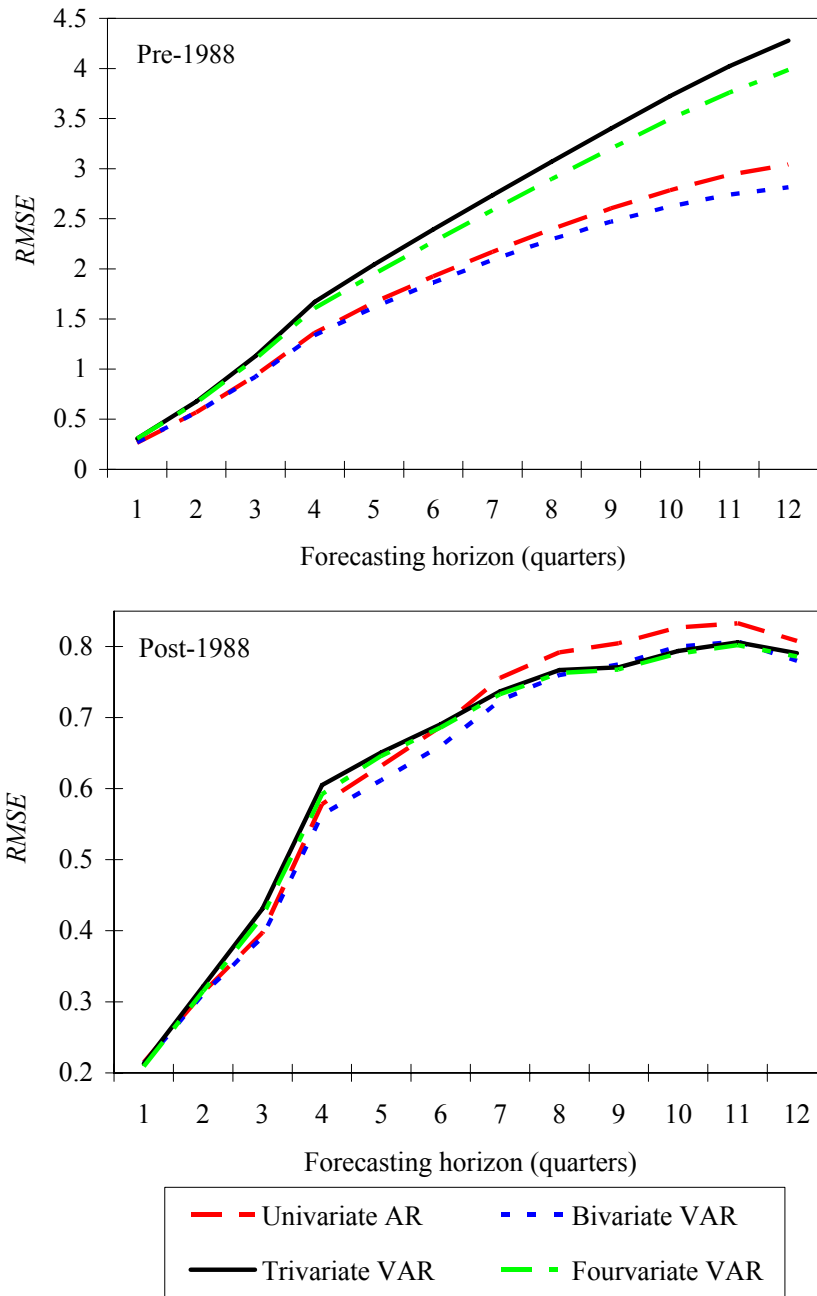 4.5
Pre-1988
4
3.5
3
2.5
RMSE
2
1.5
1
0.5
0
1 2 3 4 5 6 7 8 9 10 11 12
Forecasting horizon (quarters)
Post-1988
0.8
0.7
0.6
RMSE
0.5
0.4
0.3
0.2
1 2 3 4 5 6 7 8 9 10 11 12
Forecasting horizon (quarters)
Univariate AR Bivariate VAR
Trivariate VAR Fourvariate VAR